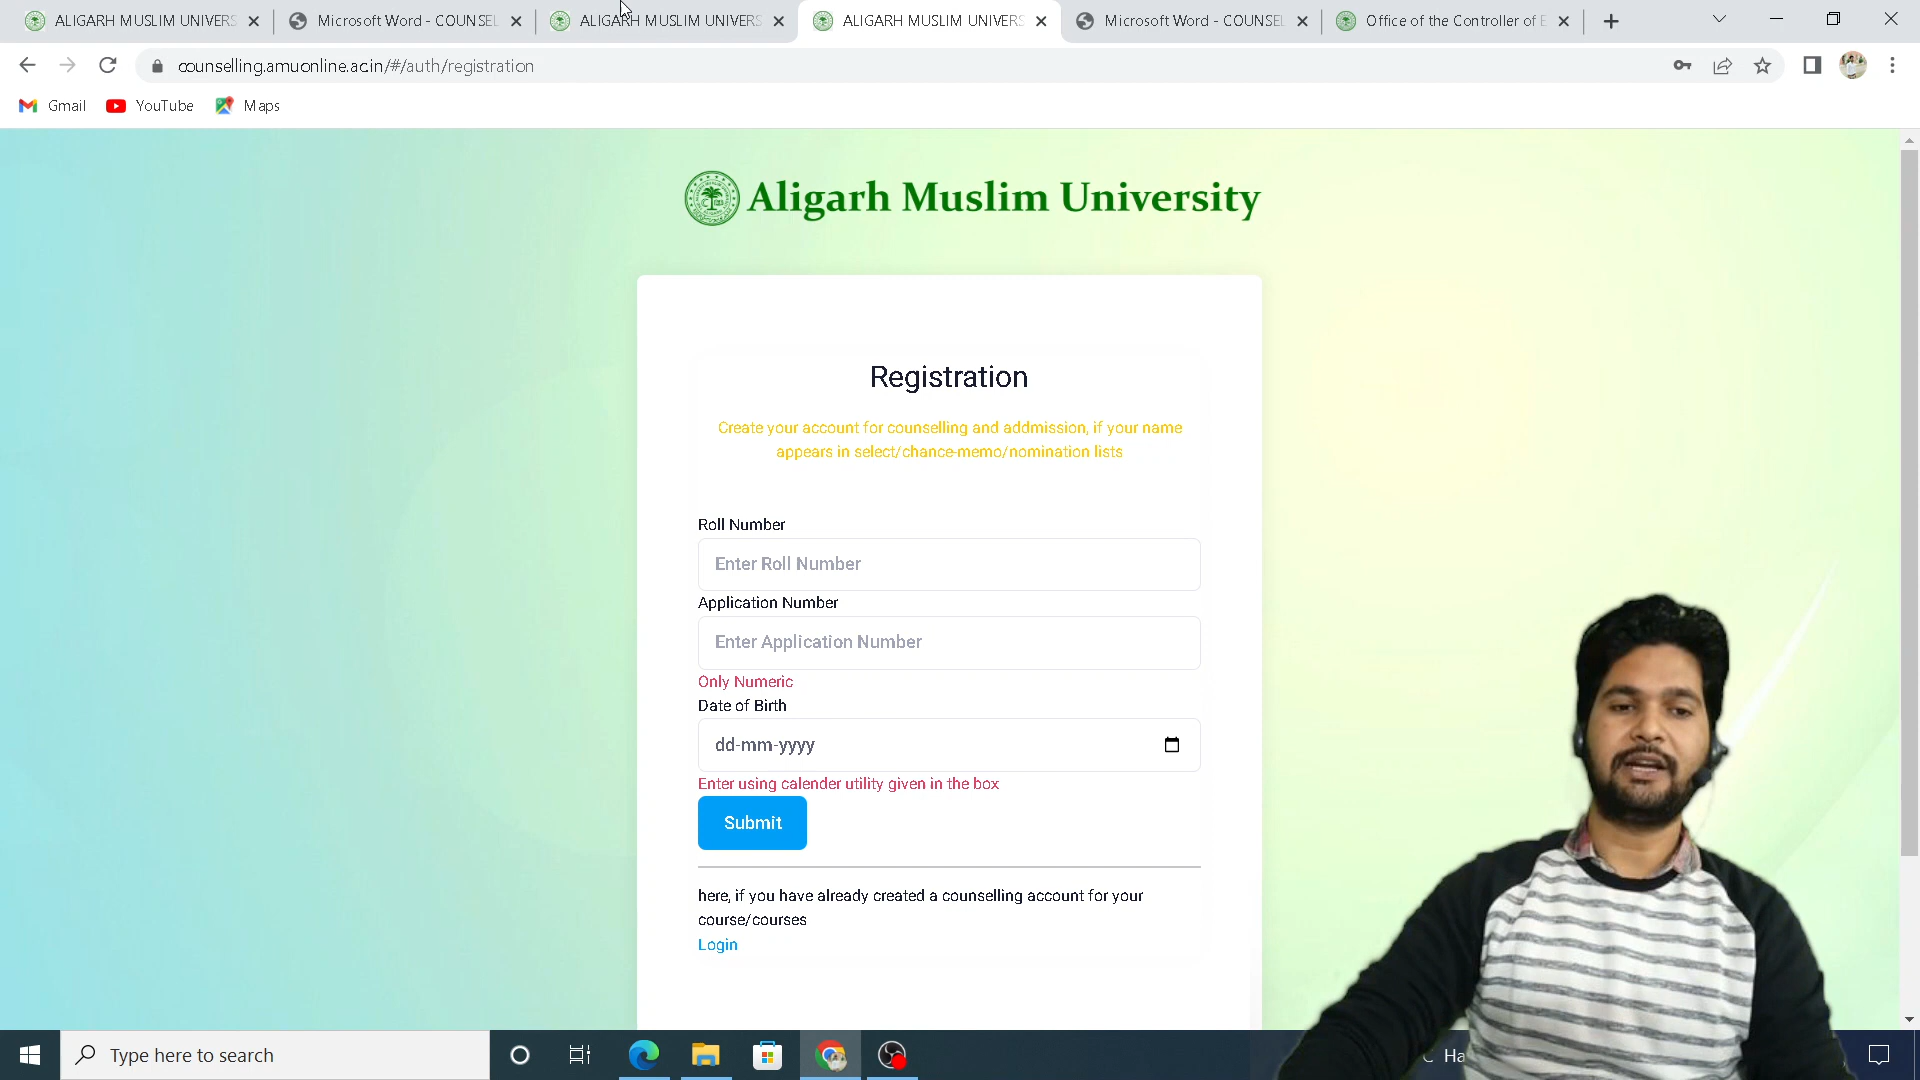 ALIGARH MUSLIM UNIVERS
Microsoft Word - COUNSEL
ALIGARH MUSLIM UNIVERS
ALIGARH MUSLIM UNIVERS
Microsoft Word - COUNSEL
Office of the Controller of E
counselling.amuonline.ac.in/#/auth/registration
Gmail
YouTube
Maps
Aligarh Muslim University
Registration
Create your account for counselling and addmission, if your name
appears in select/chance-memo/nomination lists
Roll Number
Enter Roll Number
Application Number
Enter Application Number
Only Numeric
Date of Birth
dd-mm-yyyy
Enter using calender utility given in the box
Submit
here, if you have already created a counselling account for your
course/courses
Login
Type here to search